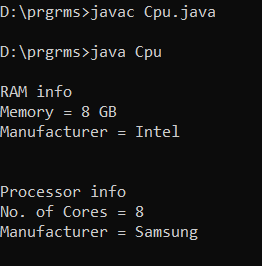 D:\prgrms>javac Cpu.java
D:\prgrms>java Cpu
RAM info
Memory = 8 GB
Manufacturer = Intel
Processor info
No. of Cores = 8
Manufacturer = Samsung